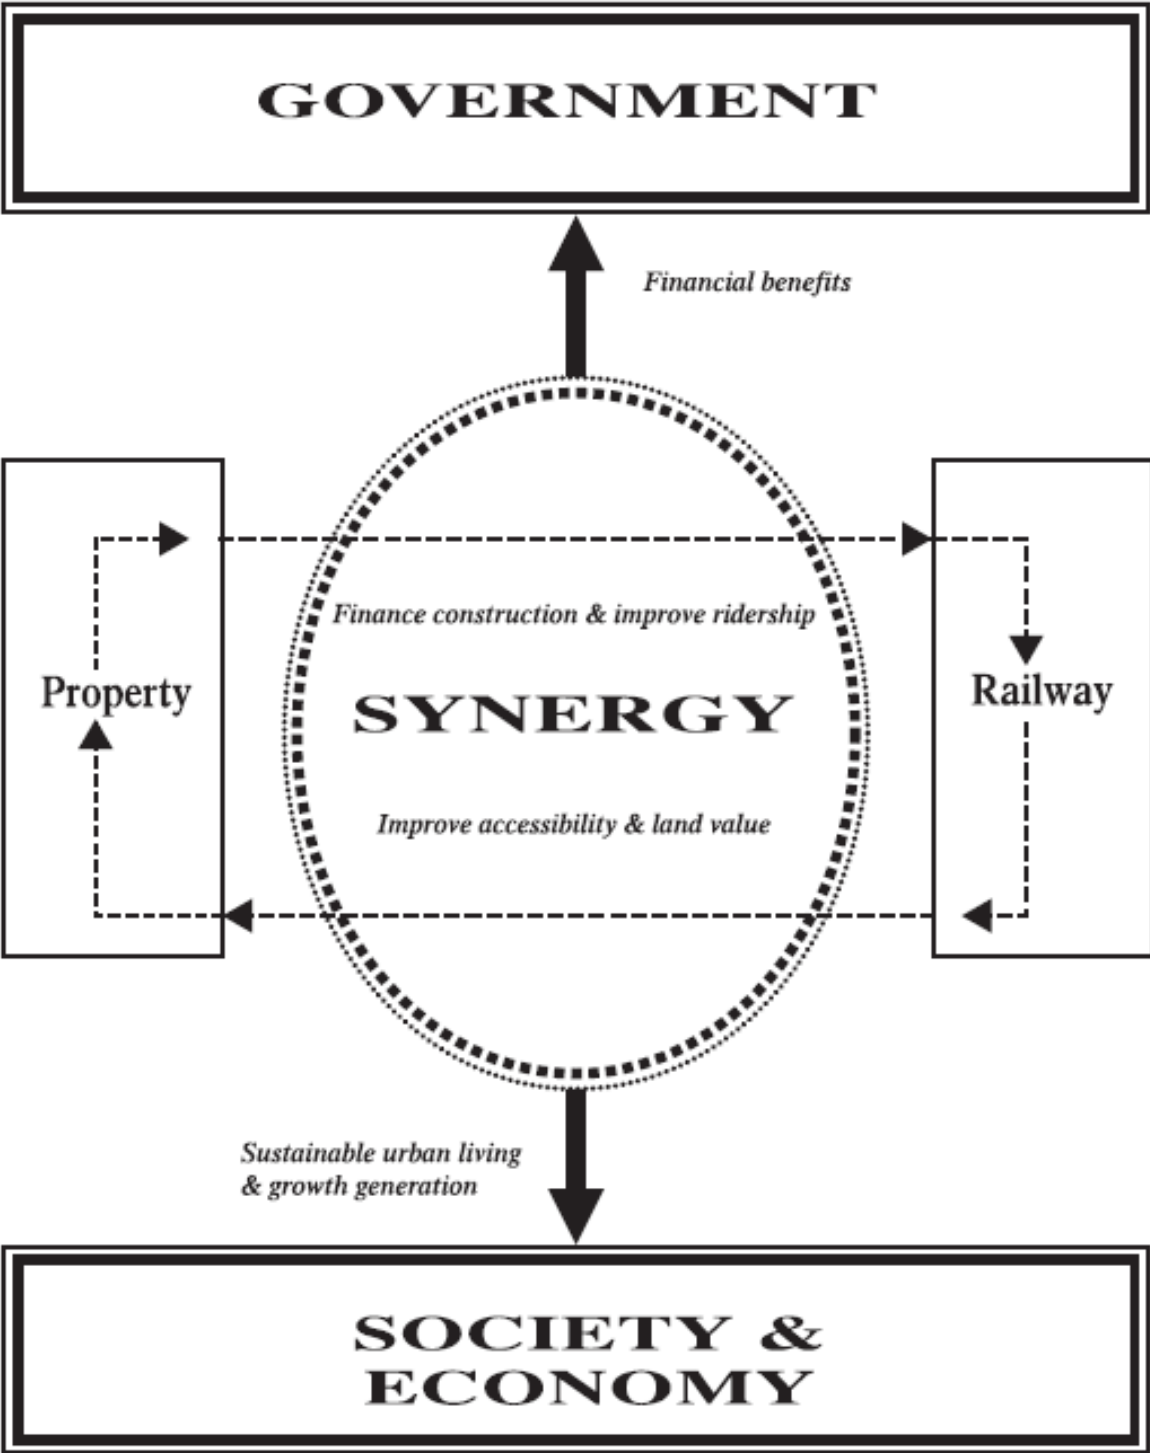 GOVERNMENT
Financial benefits
Finance construction & improve ridership
Property
SYNERGY
Railway
Improve accessibility & land value
Sustainable urban living
& growth generation
SOCIETY &
ECONOMY